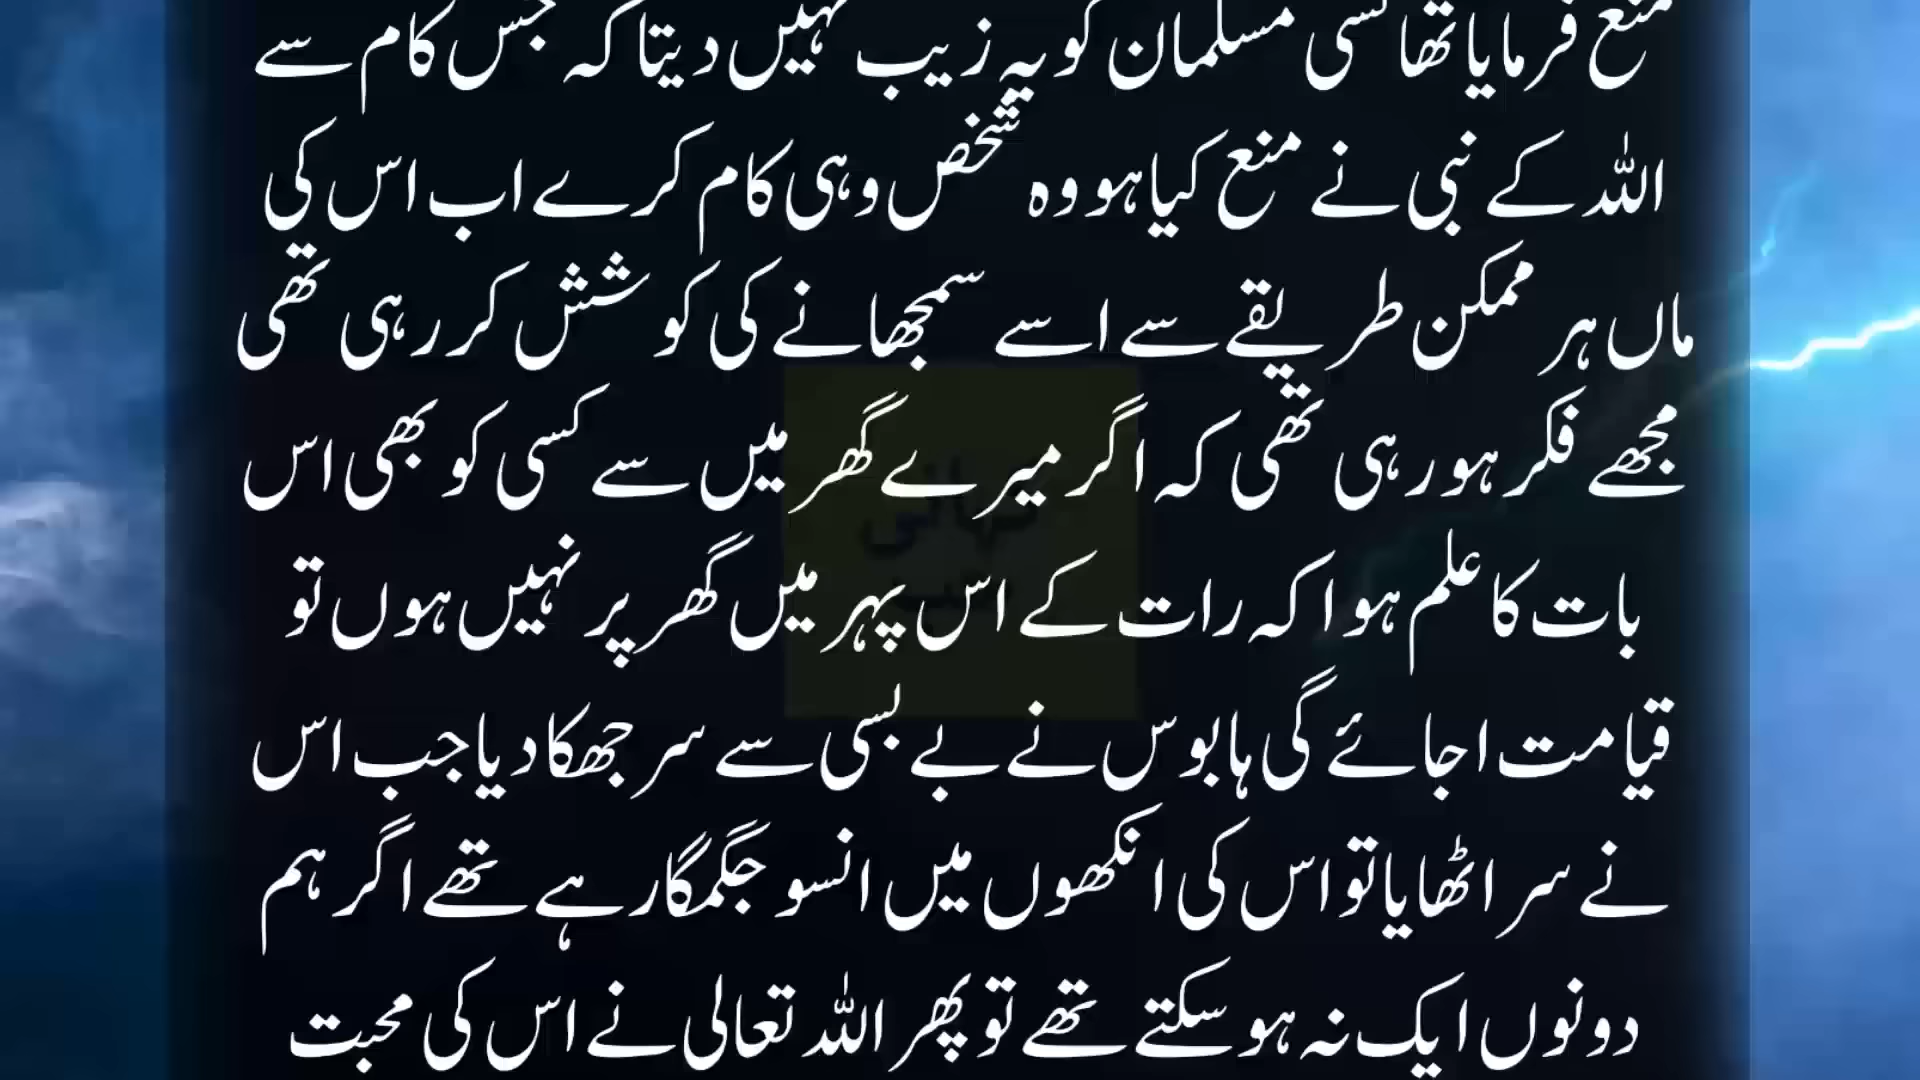 منع فرمایا تھا کسی مسلمان کو یہ زیب نہیں دیتا کہ جس کام سے
اللہ کے نبی نے منع کیا ہو وہ شخص وہی کام کرے اب اس کی
ماں ہر ممکن طریقے سے اسے سمجھانے کی کوشش کر رہی تھی
مجھے فکر ہو رہی تھی کہ اگر میرے گھر میں سے کسی کو بھی اس
بات کا علم ہوا کہ رات کے اس پہر میں گھر پر نہیں ہوں تو
قیامت اجائے گی ہابوس نے بے بسی سے سر جھکا دیا جب اس
نے سر اٹھایا تو اس کی انکھوں میں انسو جگمگا رہے تھے اگر ہم
دونوں ایک نہ ہو سکتے تھے تو پھر اللہ تعالی نے اس کی محبت